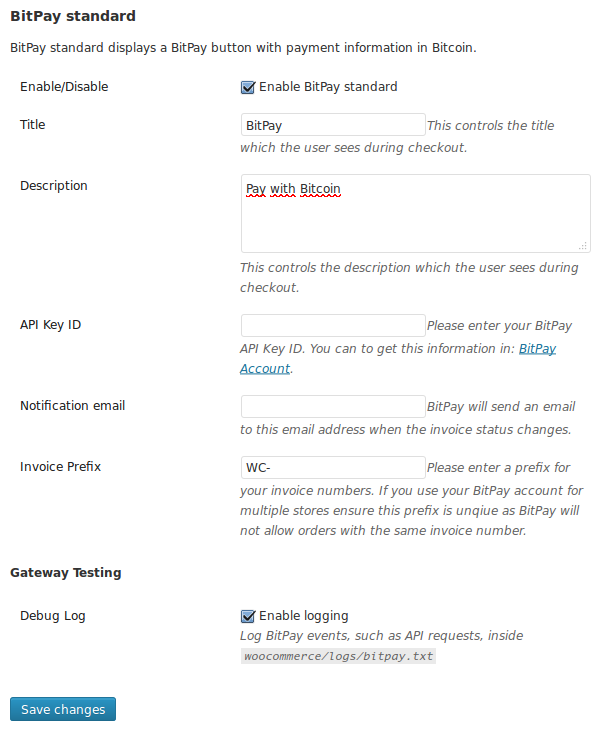 BitPay standard
BitPay standard displays a BitPay button with payment information in Bitcoin.
Enable/Disable
Enable BitPay standard
Title
BitPay
This controls the title
which the user sees during checkout.
Description
Pay with Bitcoin
This controls the description which the user sees during
checkout.
API Key ID
Please enter your BitPay
API Key ID. You can to get this information in: BitPay
Account.
Notification email
BitPay will send an email
to this email address when the invoice status changes.
Invoice Prefix
WC-
Please enter a prefix for
your invoice numbers. If you use your BitPay account for
multiple stores ensure this prefix is unqiue as BitPay will
not allow orders with the same invoice number.
Gateway Testing
Debug Log
Enable logging
Log BitPay events, such as API requests, inside
woocommerce/logs/bitpay.txt
Save changes